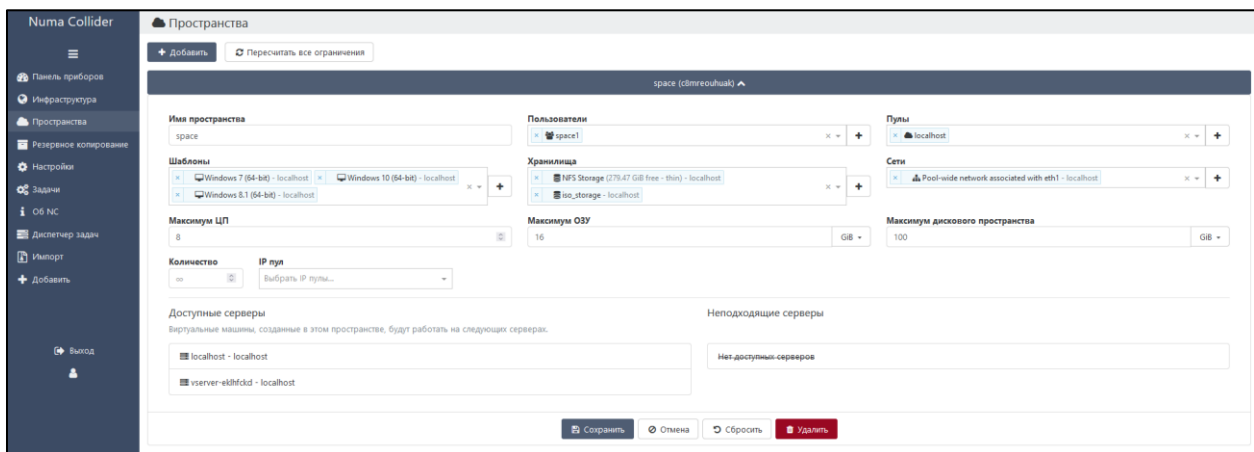 Numa Collider
Панель приборов
Инфраструктура
Пространства
Резервное копирование
Настройки
Задачи
Об NC
Диспетчер задач
Импорт
Добавить
Выход
Пространства
Добавить
Пересчитать все ограничения
space (c8mreouhuak)
Имя пространства
space
Пользователи
× space1
Пулы
× localhost
Шаблоны
× Windows 7 (64-bit) - localhost × Windows 10 (64-bit) - localhost
× Windows 8.1 (64-bit) - localhost
Хранилища
× NFS Storage (279.47 GiB free - thin) - localhost
× iso_storage - localhost
Сети
× Pool-wide network associated with eth1 - localhost
Максимум ЦП
8
Максимум ОЗУ
16 GiB
Максимум дискового пространства
100 GiB
Количество
∞
IP пул
Выбрать IP пулы...
Доступные серверы
Виртуальные машины, созданные в этом пространстве, будут работать на следующих серверах.
localhost - localhost
vserver-eklhfckd - localhost
Неподходящие серверы
Нет доступных серверов
Сохранить Отмена Сбросить Удалить